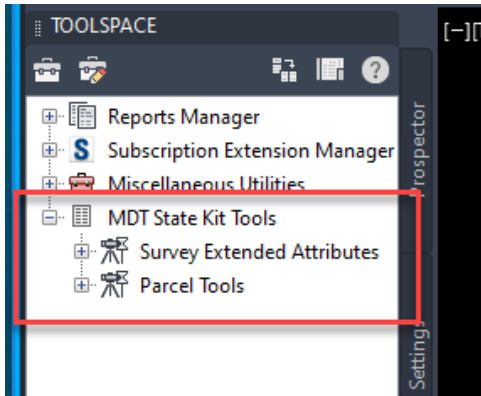 TOOLSPACE
[–][
Reports Manager
S Subscription Extension Manager
Miscellaneous Utilities
MDT State Kit Tools
Survey Extended Attributes
Parcel Tools
Prospector
Settings